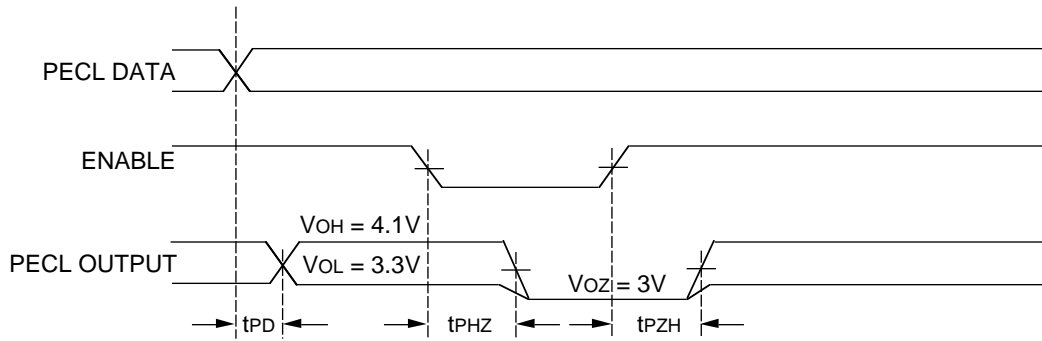 PECL DATA
ENABLE
VOH = 4.1V
PECL OUTPUT
VOL = 3.3V
VOZ = 3V
tPD
tPHZ
tPZH